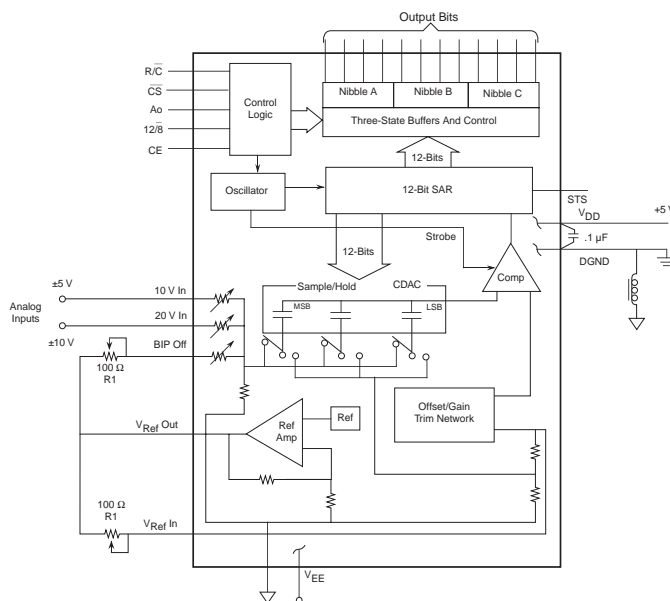 Output Bits
R/C̅
C̅S̅
Ao
12/8̅
CE
Control
Logic
Nibble A
Nibble B
Nibble C
Three-State Buffers And Control
12-Bits
Oscillator
12-Bit SAR
STS
VDD
+5 V
.1 µF
DGND
12-Bits
Strobe
Comp
±5 V
10 V In
Analog
Inputs
20 V In
±10 V
BIP Off
100 Ω
R1
Sample/Hold
CDAC
MSB
LSB
VRef Out
Ref
Amp
Ref
Offset/Gain
Trim Network
100 Ω
R1
VRef In
VEE